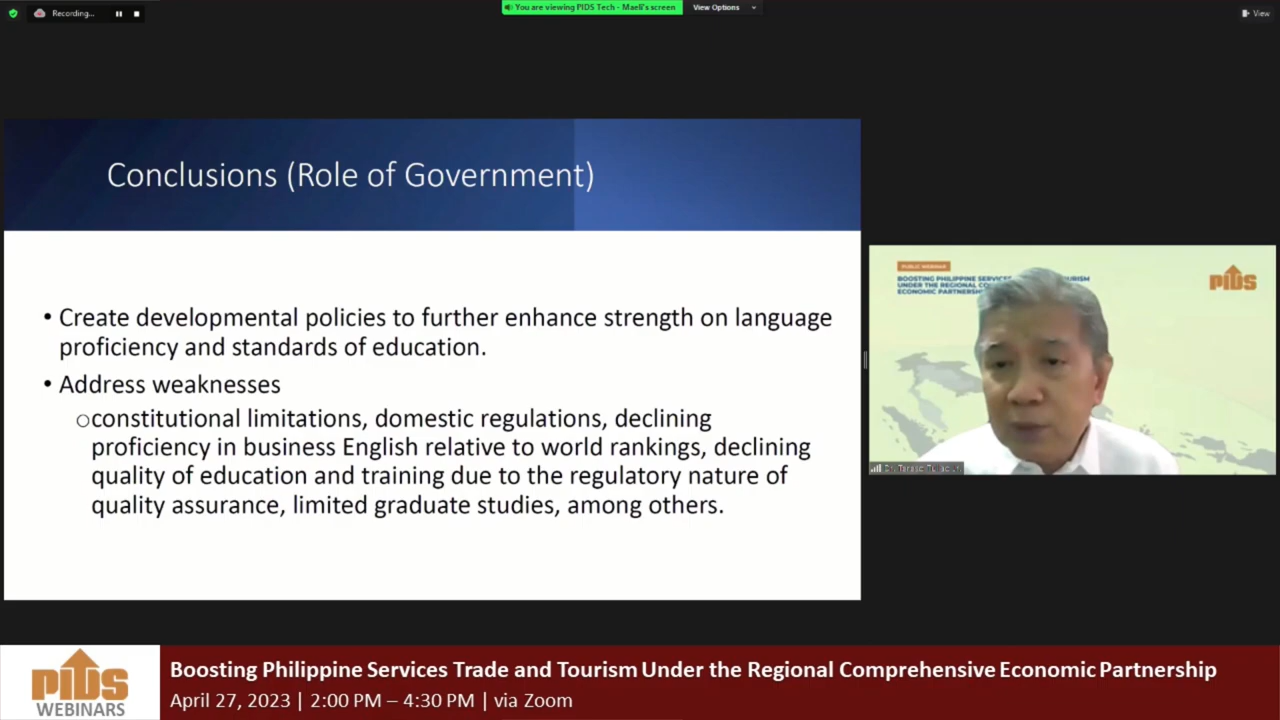 Recording...
You are viewing PIDS Tech - Maeli's screen
View Options
View
Conclusions (Role of Government)
• Create developmental policies to further enhance strength on language
proficiency and standards of education.
• Address weaknesses
○constitutional limitations, domestic regulations, declining
proficiency in business English relative to world rankings, declining
quality of education and training due to the regulatory nature of
quality assurance, limited graduate studies, among others.
PUBLIC WEBINAR
BOOSTING PHILIPPINE SERVICES
UNDER THE REGIONAL
ECONOMIC
PIDS
Dr.
PIDS
WEBINARS
Boosting Philippine Services Trade and Tourism Under the Regional Comprehensive Economic Partnership
April 27, 2023 | 2:00 PM – 4:30 PM | via Zoom